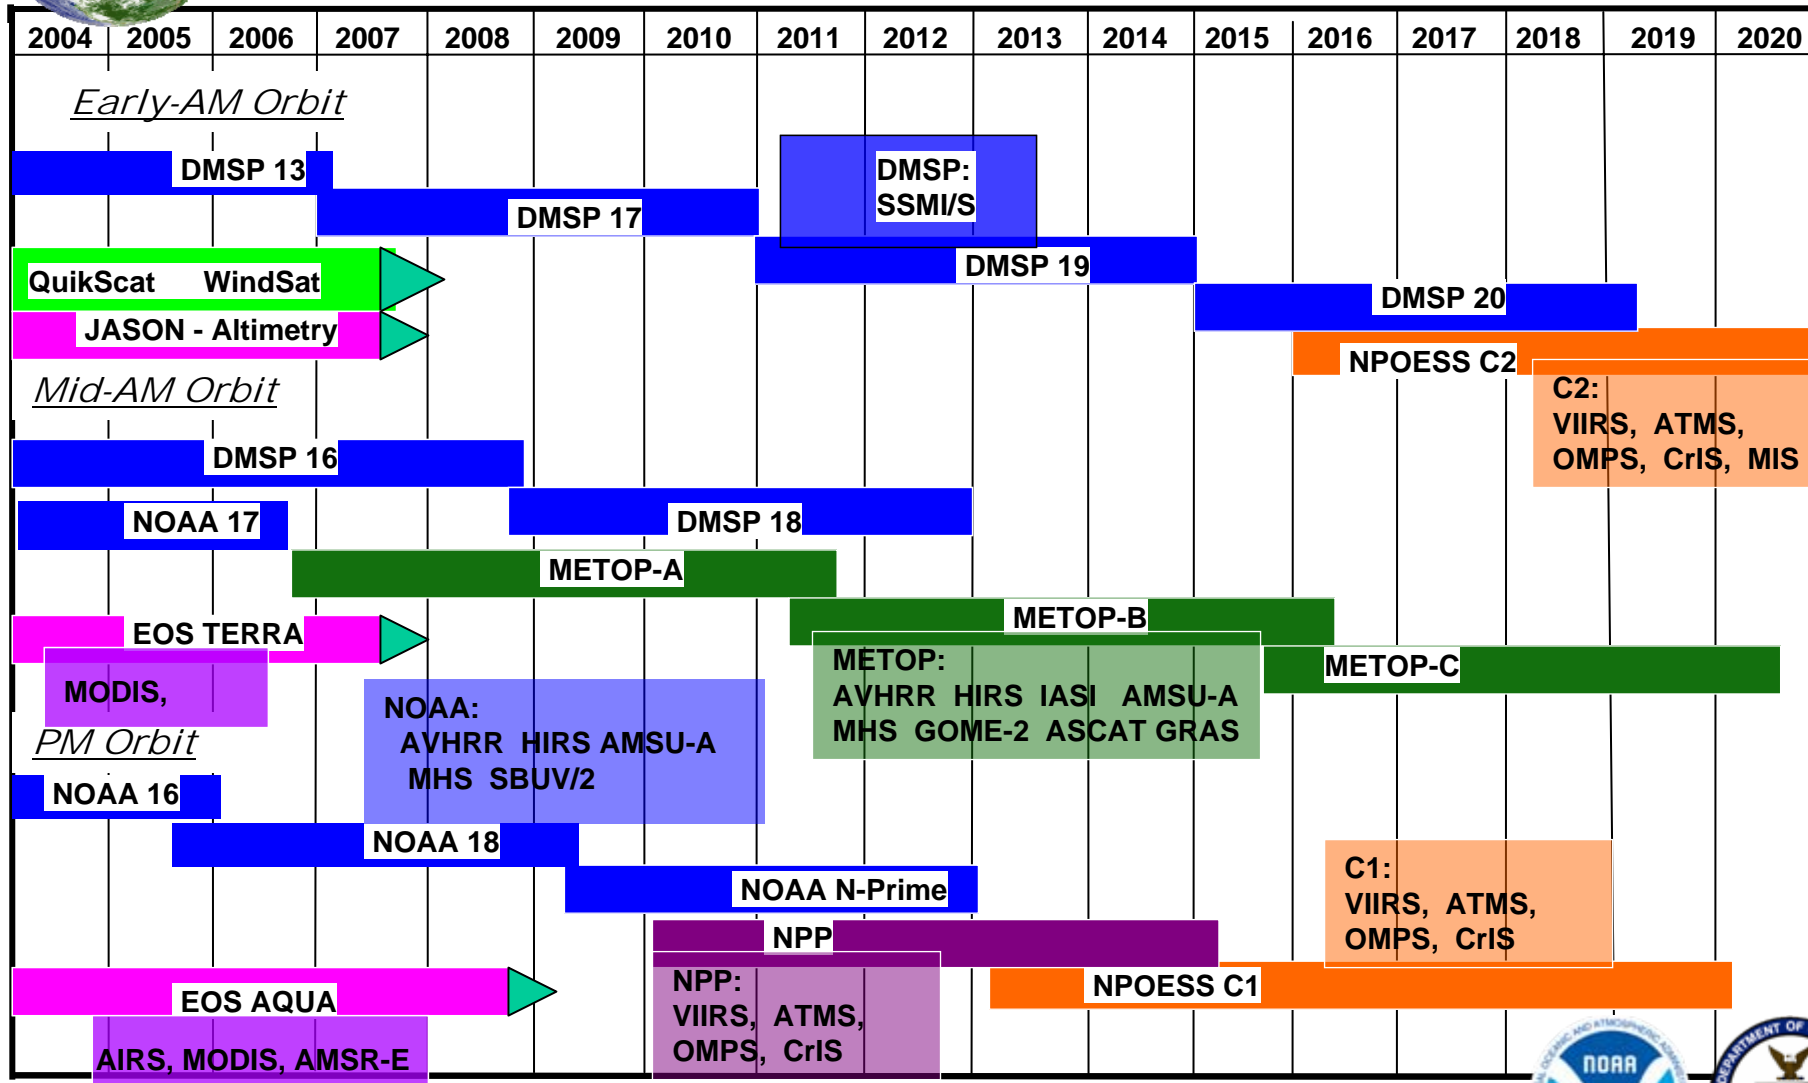 2004 2005 2006 2007 2008 2009 2010 2011 2012 2013 2014 2015 2016 2017 2018 2019 2020
Early-AM Orbit
DMSP 13
DMSP:
SSMI/S
DMSP 17
DMSP 19
QuikScat WindSat
DMSP 20
JASON - Altimetry
NPOESS C2
Mid-AM Orbit
C2:
VIIRS, ATMS,
OMPS, CrIS, MIS
DMSP 16
NOAA 17
DMSP 18
METOP-A
METOP-B
EOS TERRA
METOP:
AVHRR HIRS IASI AMSU-A
MHS GOME-2 ASCAT GRAS
METOP-C
MODIS,
NOAA:
AVHRR HIRS AMSU-A
MHS SBUV/2
PM Orbit
NOAA 16
NOAA 18
C1:
VIIRS, ATMS,
OMPS, CrIS
NOAA N-Prime
NPP
NPP:
VIIRS, ATMS,
OMPS, CrIS
NPOESS C1
EOS AQUA
AIRS, MODIS, AMSR-E
NOAA